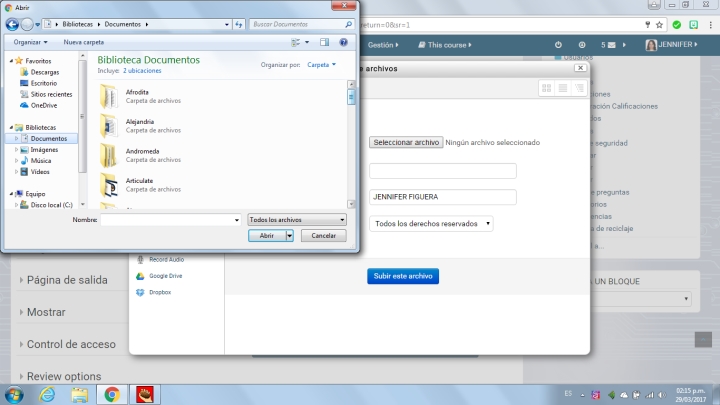 Abrir
Bibliotecas ▸ Documentos ▸
Buscar Documentos
return=0&sr=1
Organizar
Nueva carpeta
Gestión
This course
5
JENNIFER
Favoritos
Descargas
Escritorio
Sitios recientes
OneDrive
Bibliotecas
Documentos
Imágenes
Música
Vídeos
Equipo
Disco local (C:)
Biblioteca Documentos
Incluye: 2 ubicaciones
Organizar por: Carpeta
Afrodita
Carpeta de archivos
Alejandria
Carpeta de archivos
Andromeda
Carpeta de archivos
Articulate
Carpeta de archivos
Nombre:
Todos los archivos
Abrir
Cancelar
e archivos
Seleccionar archivo
Ningún archivo seleccionado
JENNIFER FIGUERA
Todos los derechos reservados
Record Audio
Google Drive
Dropbox
Subir este archivo
Usuarios
ciones
ración Calificaciones
dos
e seguridad
ar
e preguntas
orios
encias
s de reciclaje
l a...
A UN BLOQUE
Página de salida
Mostrar
Control de acceso
Review options
ES
02:15 p.m.
29/03/2017